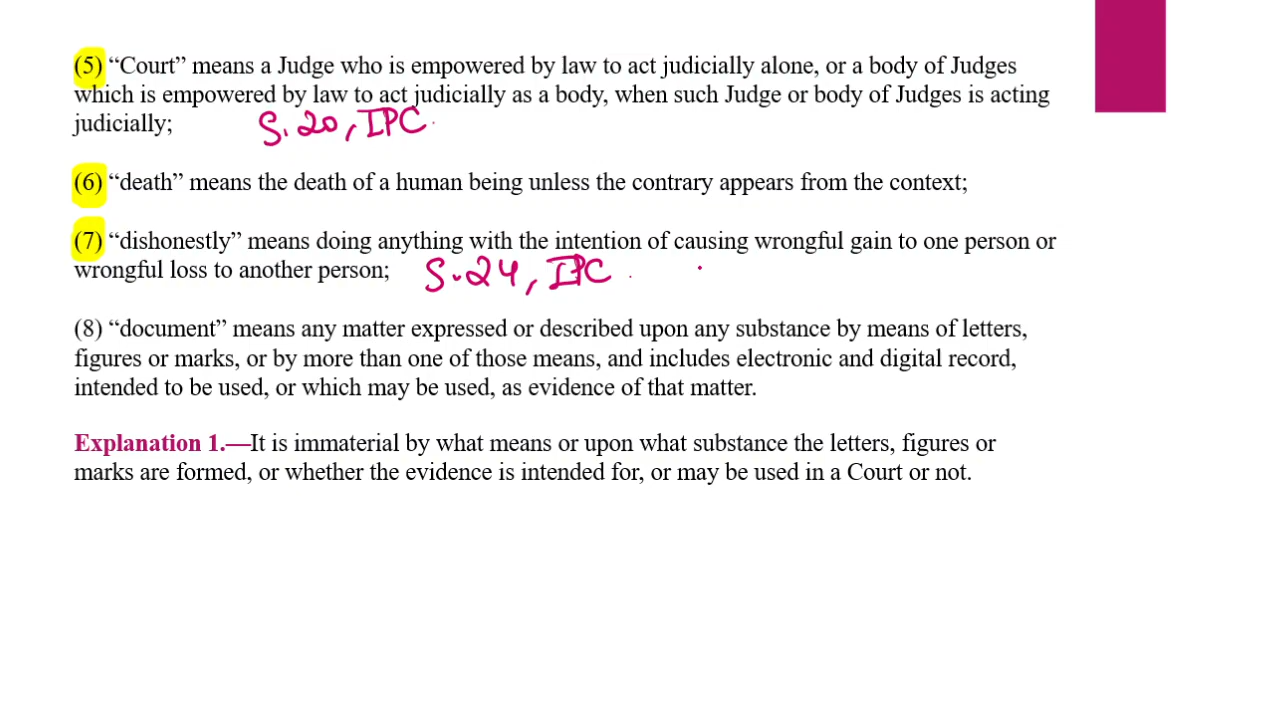 (5) “Court” means a Judge who is empowered by law to act judicially alone, or a body of Judges
which is empowered by law to act judicially as a body, when such Judge or body of Judges is acting
judicially;
S. 20, IPC
(6) “death” means the death of a human being unless the contrary appears from the context;
(7) “dishonestly” means doing anything with the intention of causing wrongful gain to one person or
wrongful loss to another person;
S. 24, IPC
(8) “document” means any matter expressed or described upon any substance by means of letters,
figures or marks, or by more than one of those means, and includes electronic and digital record,
intended to be used, or which may be used, as evidence of that matter.
Explanation 1.—It is immaterial by what means or upon what substance the letters, figures or
marks are formed, or whether the evidence is intended for, or may be used in a Court or not.